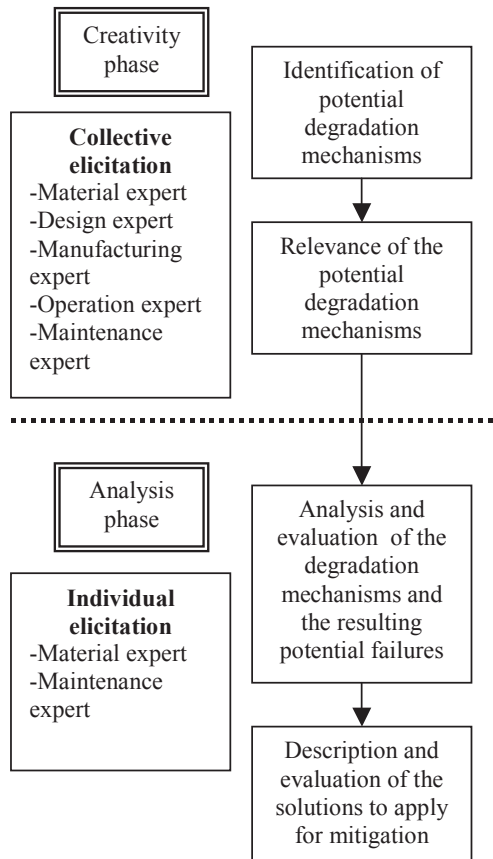 Creativity
phase
Collective
elicitation
-Material expert
-Design expert
-Manufacturing
expert
-Operation expert
-Maintenance
expert
Identification of
potential
degradation
mechanisms
Relevance of the
potential
degradation
mechanisms
Analysis
phase
Individual
elicitation
-Material expert
-Maintenance
expert
Analysis and
evaluation of the
degradation
mechanisms and
the resulting
potential failures
Description and
evaluation of the
solutions to apply
for mitigation